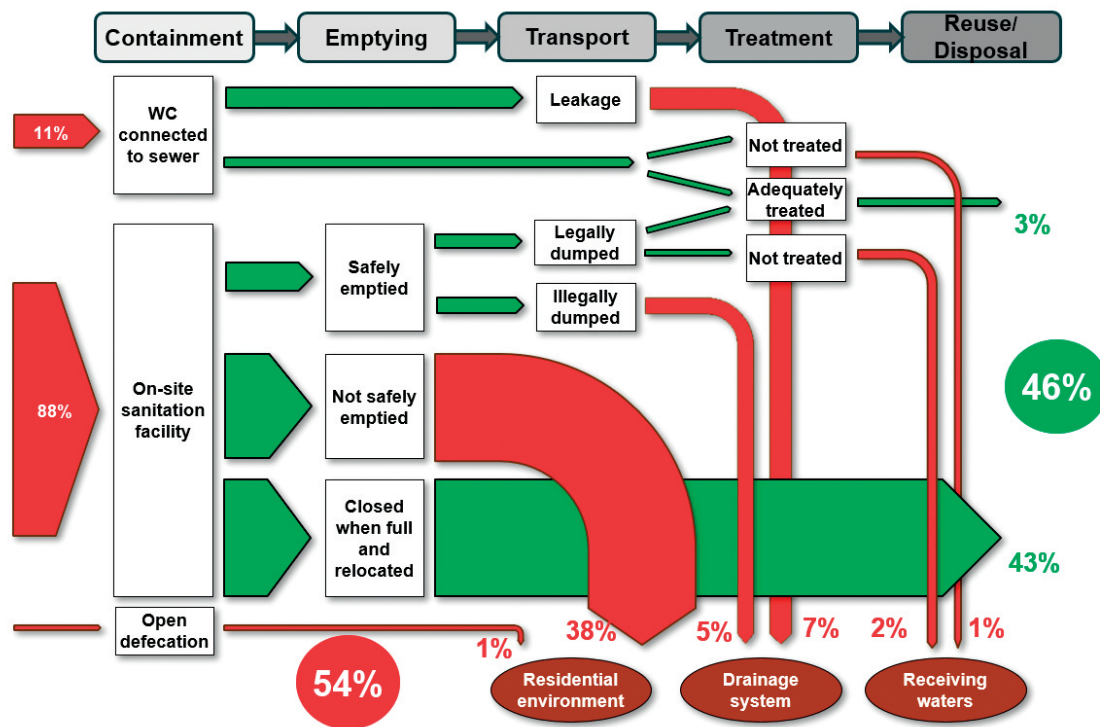 Containment
Emptying
Transport
Treatment
Reuse/
Disposal
11%
WC
connected
to sewer
Leakage
Not treated
Adequately
treated
3%
Legally
dumped
Not treated
Safely
emptied
Illegally
dumped
88%
On-site
sanitation
facility
Not safely
emptied
46%
Closed
when full
and
relocated
43%
Open
defecation
54%
1%
38%
5%
7%
2%
1%
Residential
environment
Drainage
system
Receiving
waters